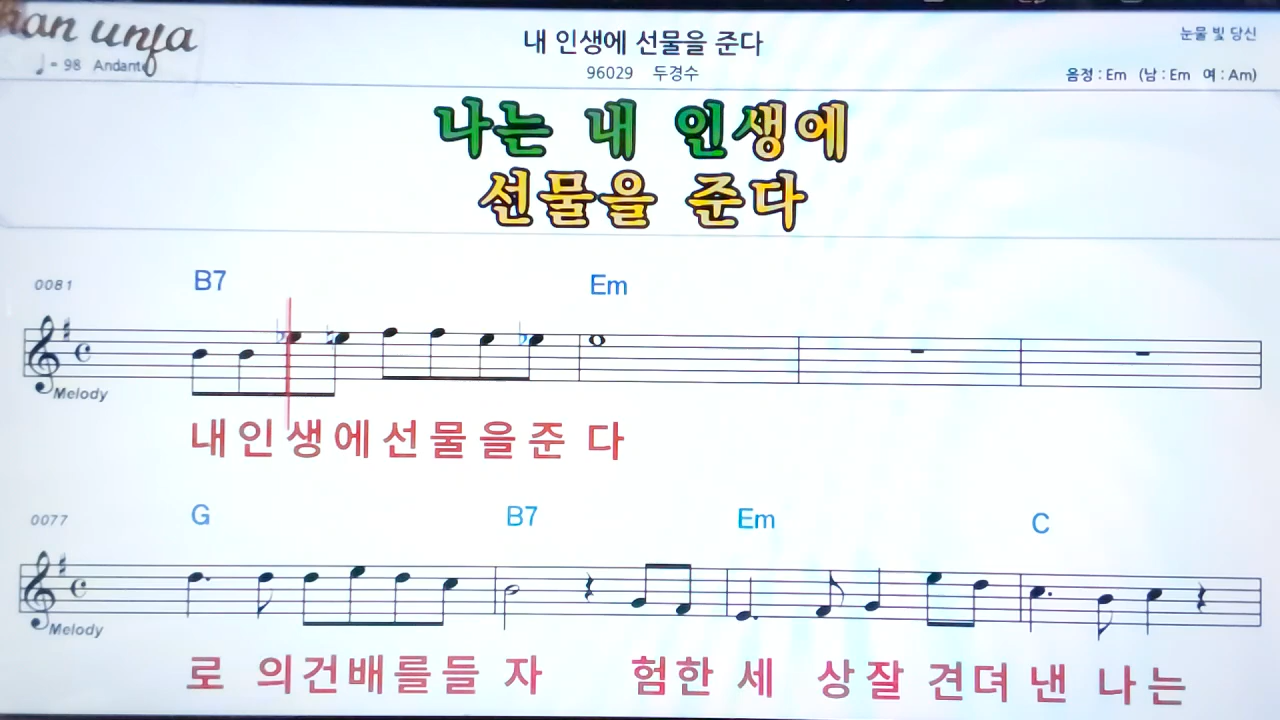 내 인생에 선물을 준다
눈물 빛 당신
♩= 98 Andante
96029 두경수
음정 : Em (남 : Em 여 : Am)
나는 내 인생에
선물을 준다
0081 B7 Em
Melody
내인생에선물을준 다
0077 G B7 Em C
Melody
로 의건배를들 자 험한 세 상잘 견뎌 낸 나는